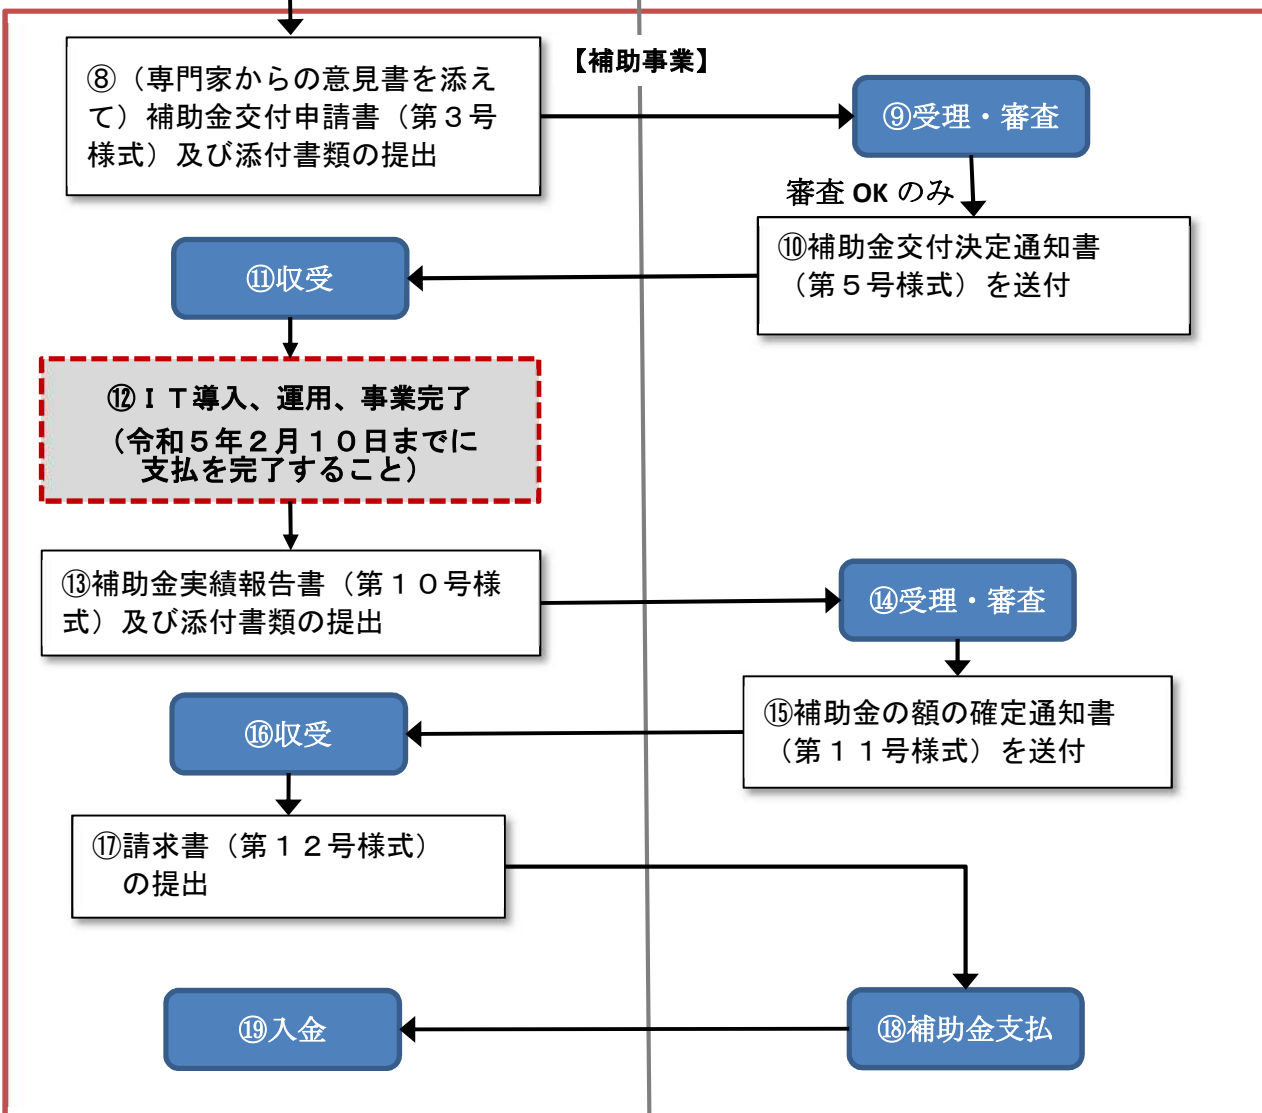 【補助事業】
⑧（専門家からの意見書を添え
て）補助金交付申請書（第３号
様式）及び添付書類の提出
⑨受理・審査
審査 OK のみ
⑩補助金交付決定通知書
（第５号様式）を送付
⑪収受
⑫ＩＴ導入、運用、事業完了
（令和５年２月１０日までに
支払を完了すること）
⑬補助金実績報告書（第１０号様
式）及び添付書類の提出
⑭受理・審査
⑮補助金の額の確定通知書
（第１１号様式）を送付
⑯収受
⑰請求書（第１２号様式）
の提出
⑱補助金支払
⑲入金